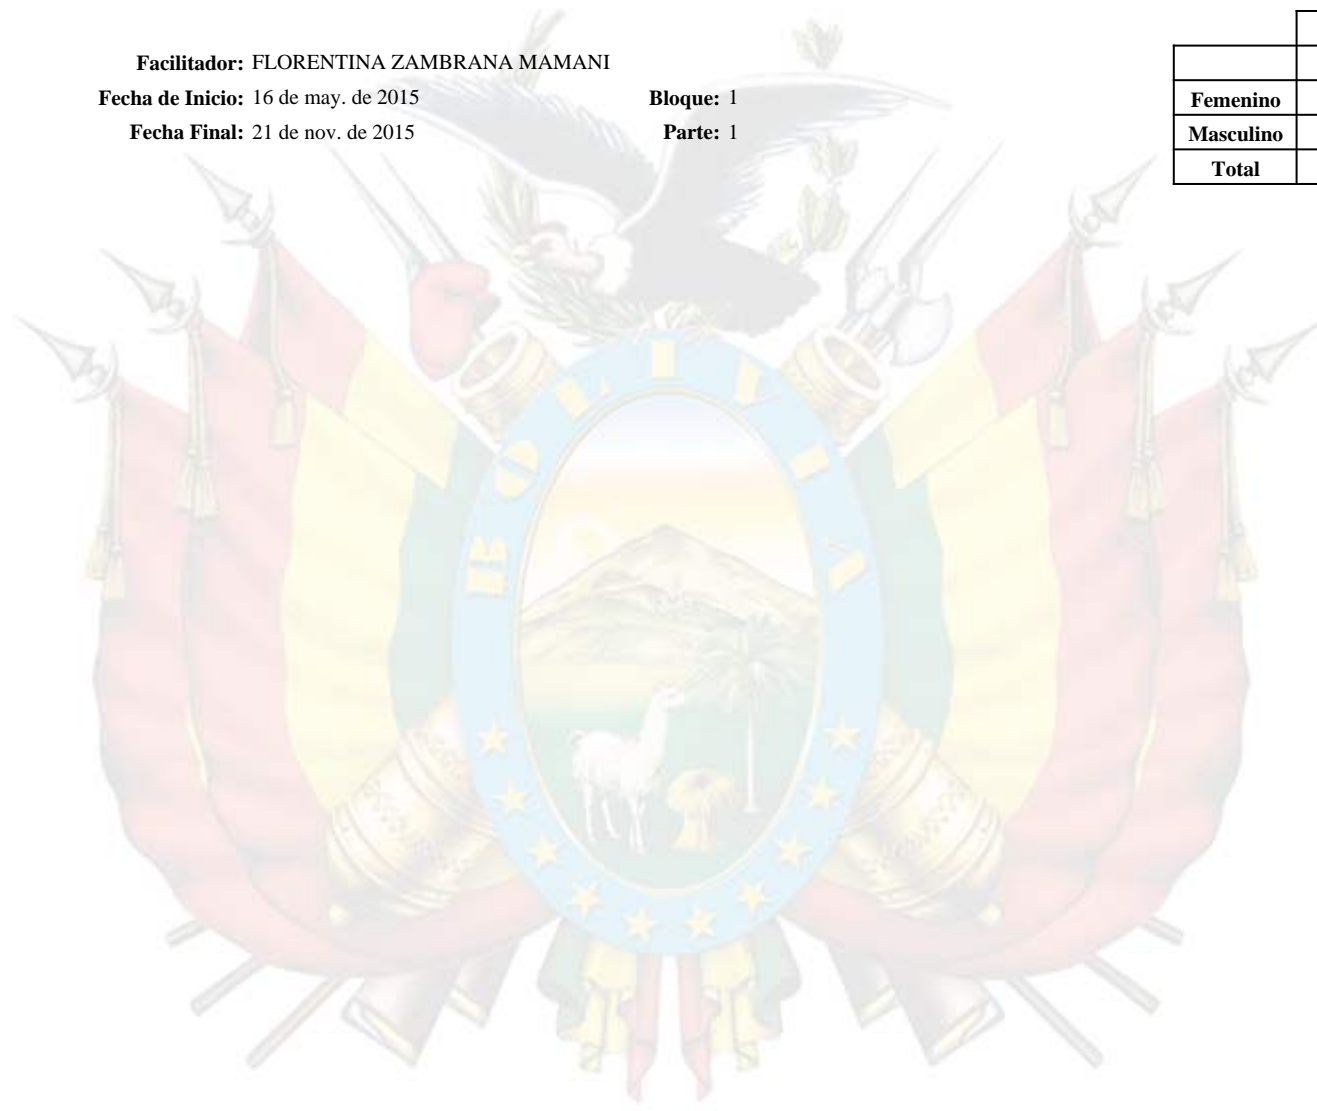 Facilitador: FLORENTINA ZAMBRANA MAMANI
Fecha de Inicio: 16 de may. de 2015 Bloque: 1
Fecha Final: 21 de nov. de 2015 Parte: 1
Femenino
Masculino
Total
BOLIVIA